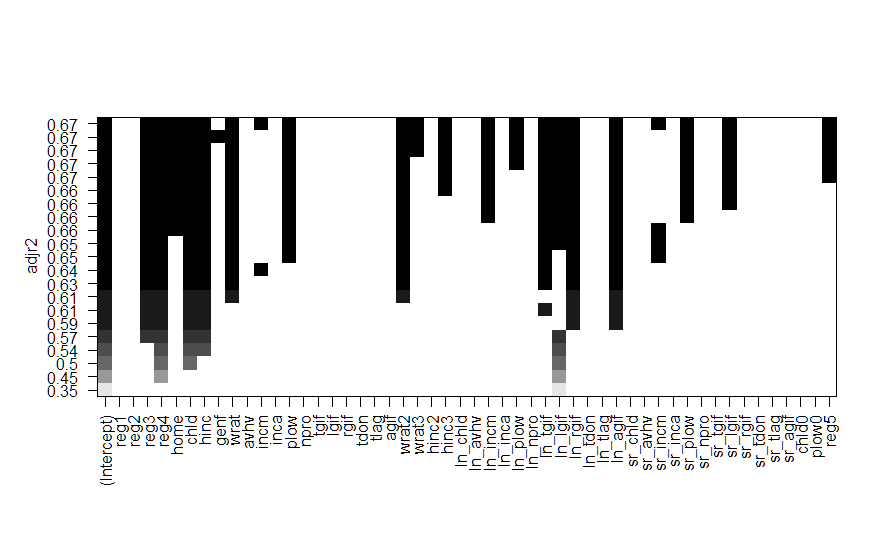 adjr2
0.67
0.67
0.67
0.67
0.67
0.66
0.66
0.66
0.66
0.65
0.65
0.64
0.63
0.61
0.61
0.59
0.57
0.54
0.5
0.45
0.35
(Intercept)
reg1
reg2
reg3
reg4
home
chld
hinc
genf
wrat
avhv
incm
inca
plow
npro
tgif
lgif
rgif
tdon
tlag
agif
wrat2
wrat3
hinc2
hinc3
ln_chld
ln_avhv
ln_incm
ln_inca
ln_plow
ln_npro
ln_tgif
ln_lgif
ln_rgif
ln_tdon
ln_tlag
ln_agif
sr_chld
sr_avhv
sr_incm
sr_inca
sr_plow
sr_npro
sr_tgif
sr_lgif
sr_rgif
sr_tdon
sr_tlag
sr_agif
chld0
plow0
reg5